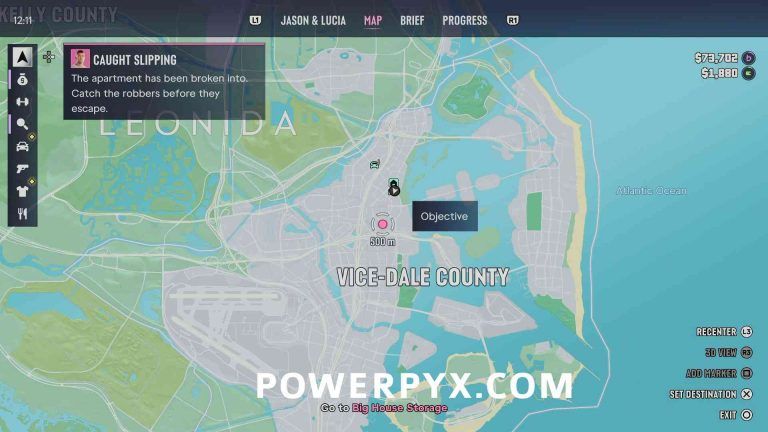 KELLY COUNTY
12:11
L1 JASON & LUCIA MAP BRIEF PROGRESS R1
CAUGHT SLIPPING
The apartment has been broken into.
Catch the robbers before they
escape.
$73,702
$1,880
LEONIDA
Atlantic Ocean
Objective
500 m
VICE-DALE COUNTY
RECENTER L3
3D VIEW R3
ADD MARKER
SET DESTINATION
EXIT
POWERPYX.COM
Go to Big House Storage